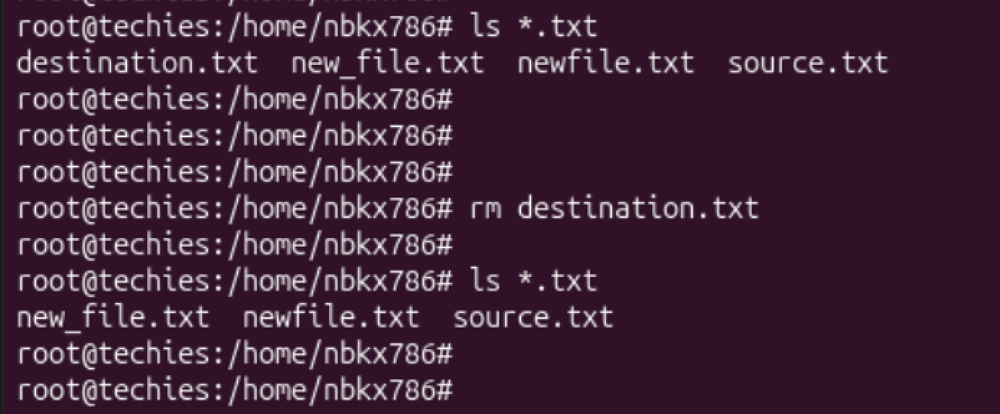 root@techies:/home/nbkx786# ls *.txt
destination.txt  new_file.txt  newfile.txt  source.txt
root@techies:/home/nbkx786#
root@techies:/home/nbkx786#
root@techies:/home/nbkx786#
root@techies:/home/nbkx786# rm destination.txt
root@techies:/home/nbkx786#
root@techies:/home/nbkx786# ls *.txt
new_file.txt  newfile.txt  source.txt
root@techies:/home/nbkx786#
root@techies:/home/nbkx786#